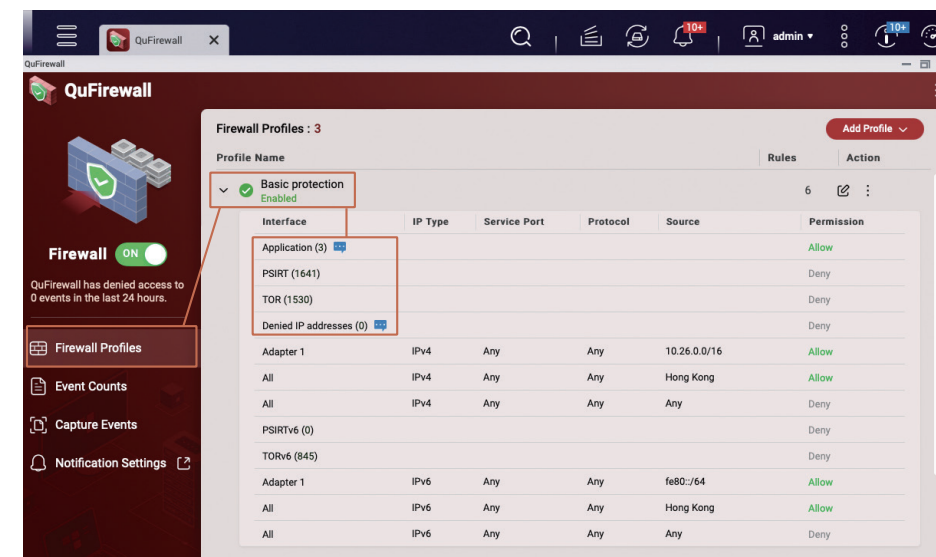 QuFirewall
10+
admin
10+
QuFirewall
QuFirewall
Firewall ON
QuFirewall has denied access to
0 events in the last 24 hours.
Firewall Profiles
Event Counts
Capture Events
Notification Settings
Firewall Profiles : 3
Add Profile
Profile Name Rules Action
Basic protection
Enabled
6
Interface IP Type Service Port Protocol Source Permission
Application (3) Allow
PSIRT (1641) Deny
TOR (1530) Deny
Denied IP addresses (0) Deny
Adapter 1 IPv4 Any Any 10.26.0.0/16 Allow
All IPv4 Any Any Hong Kong Allow
All IPv4 Any Any Any Deny
PSIRTv6 (0) Deny
TORv6 (845) Deny
Adapter 1 IPv6 Any Any fe80::/64 Allow
All IPv6 Any Any Hong Kong Allow
All IPv6 Any Any Any Deny